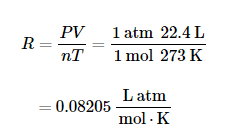 R = PV/nT = 1 atm 22.4 L/1 mol 273 K
= 0.08205 L atm/mol · K